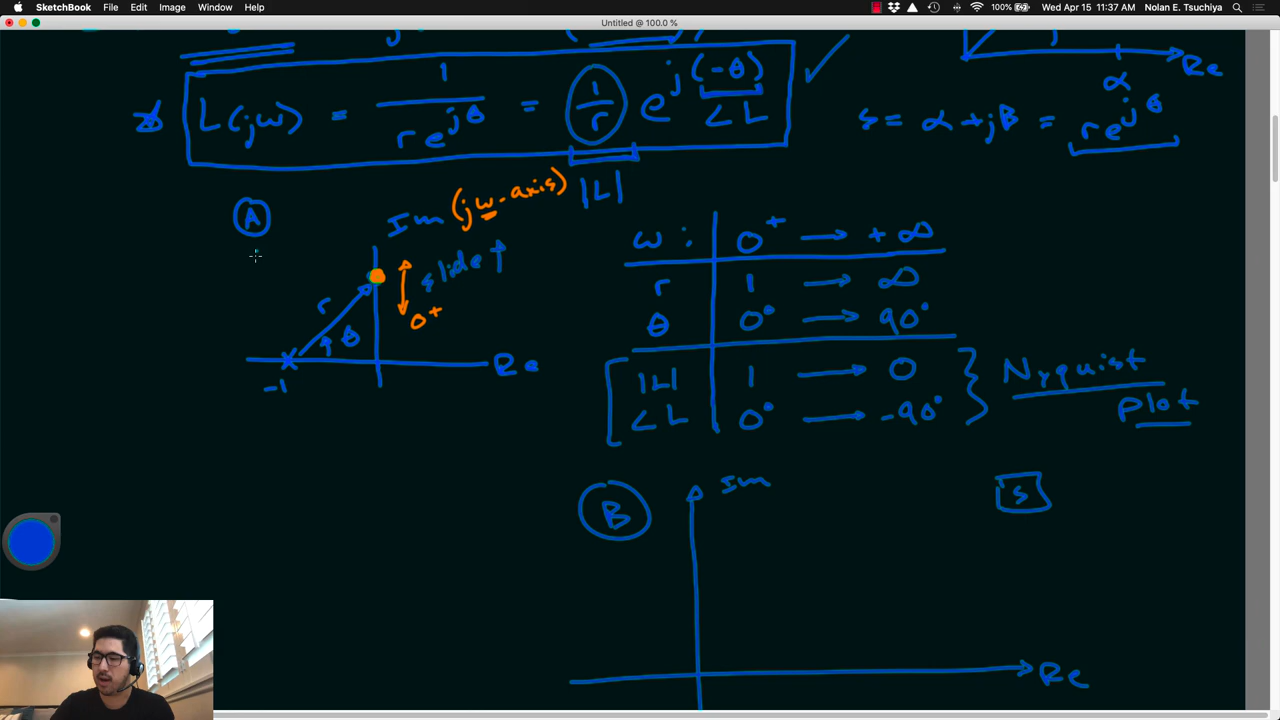 SketchBook File Edit Image Window Help 100% Wed Apr 15 11:37 AM Nolan E. Tsuchiya
Untitled @ 100.0 %
L(jω) = 1 / re^jθ = (1/r) e^j(-θ)
∠L
|L|
Re
α
s = α + jβ = re^jθ
A
Im (jω-axis)
slide ↑
0⁺
r
θ
-1
Re
ω : 0⁺ → +∞
r 1 → ∞
θ 0° → 90°
|L| 1 → 0
∠L 0° → -90°
Nyquist
Plot
B
Im
s
Re